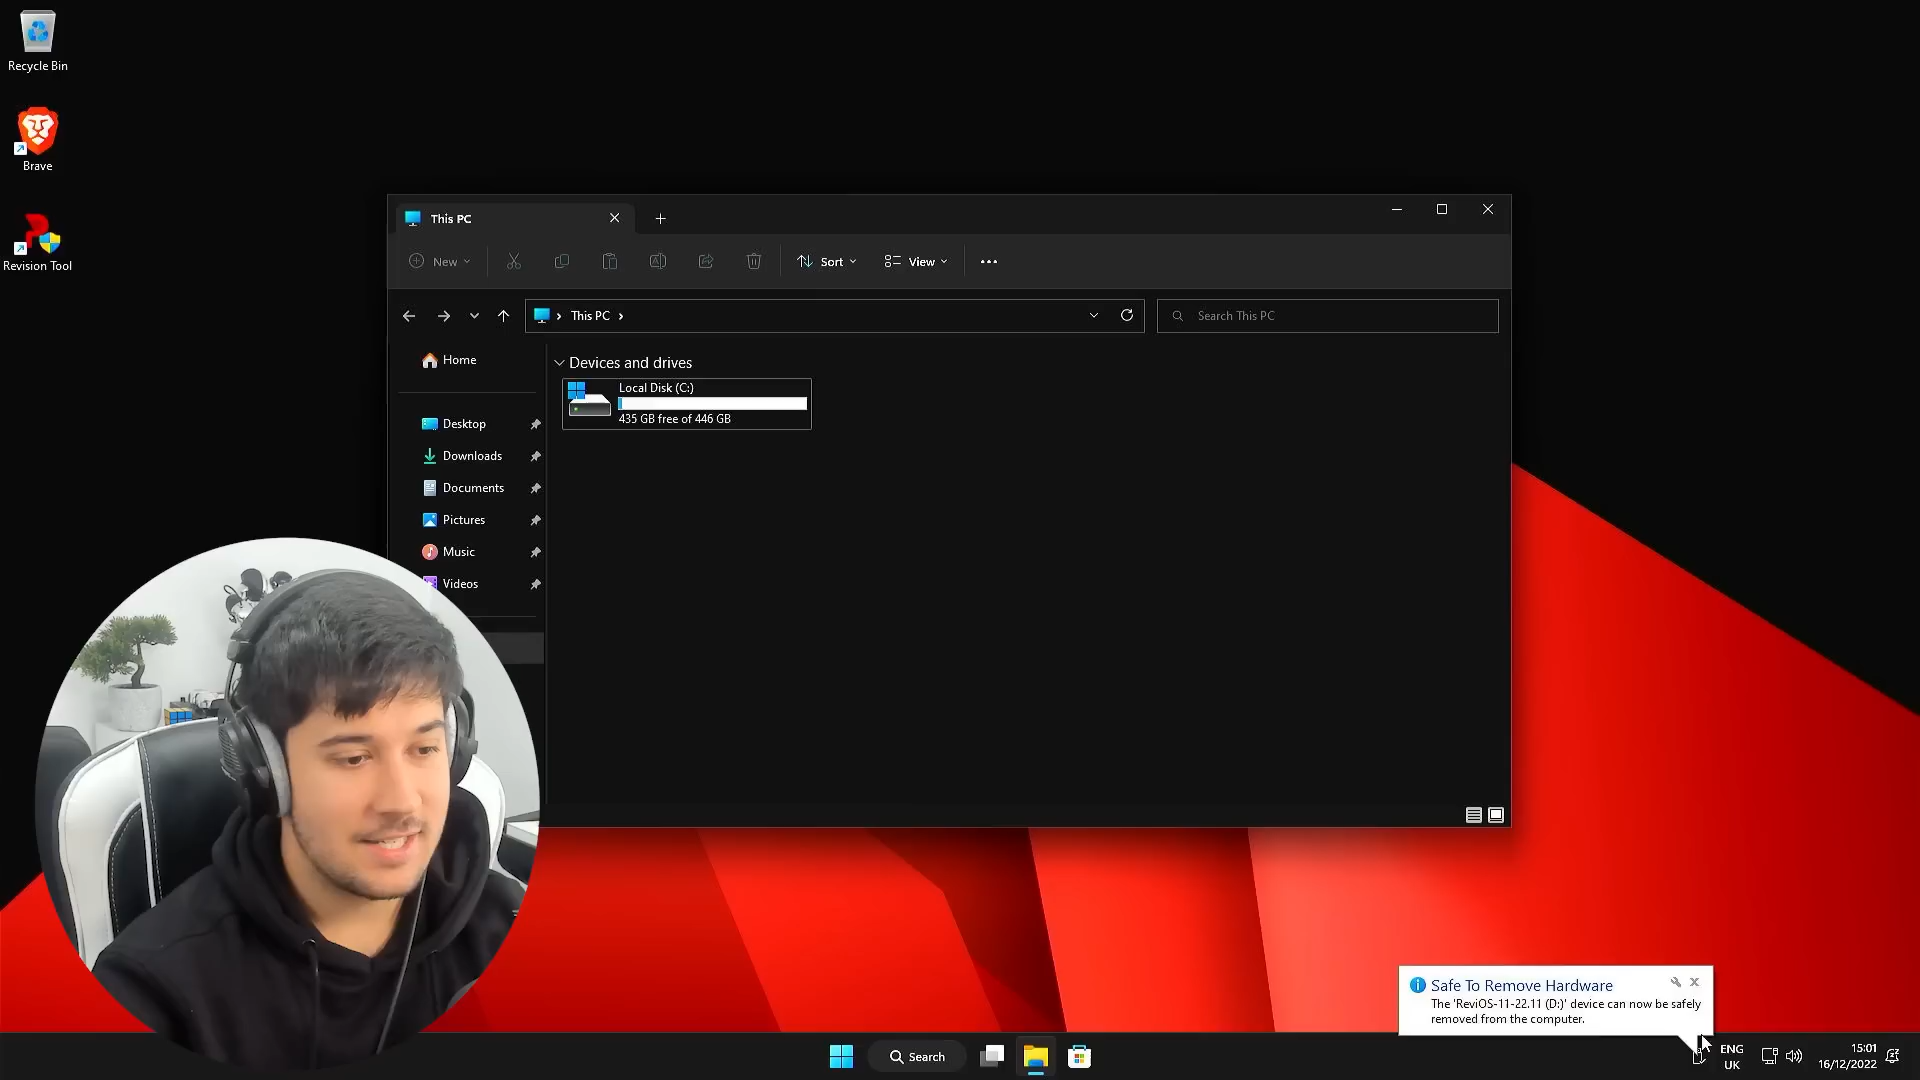 Recycle Bin
Brave
Revision Tool
This PC
New
Sort
View
This PC
Search This PC
Home
Desktop
Downloads
Documents
Pictures
Music
Videos
Devices and drives
Local Disk (C:)
435 GB free of 446 GB
Safe To Remove Hardware
The 'ReviOS-11-22.11 (D:)' device can now be safely
removed from the computer.
Search
ENG
UK
15:01
16/12/2022